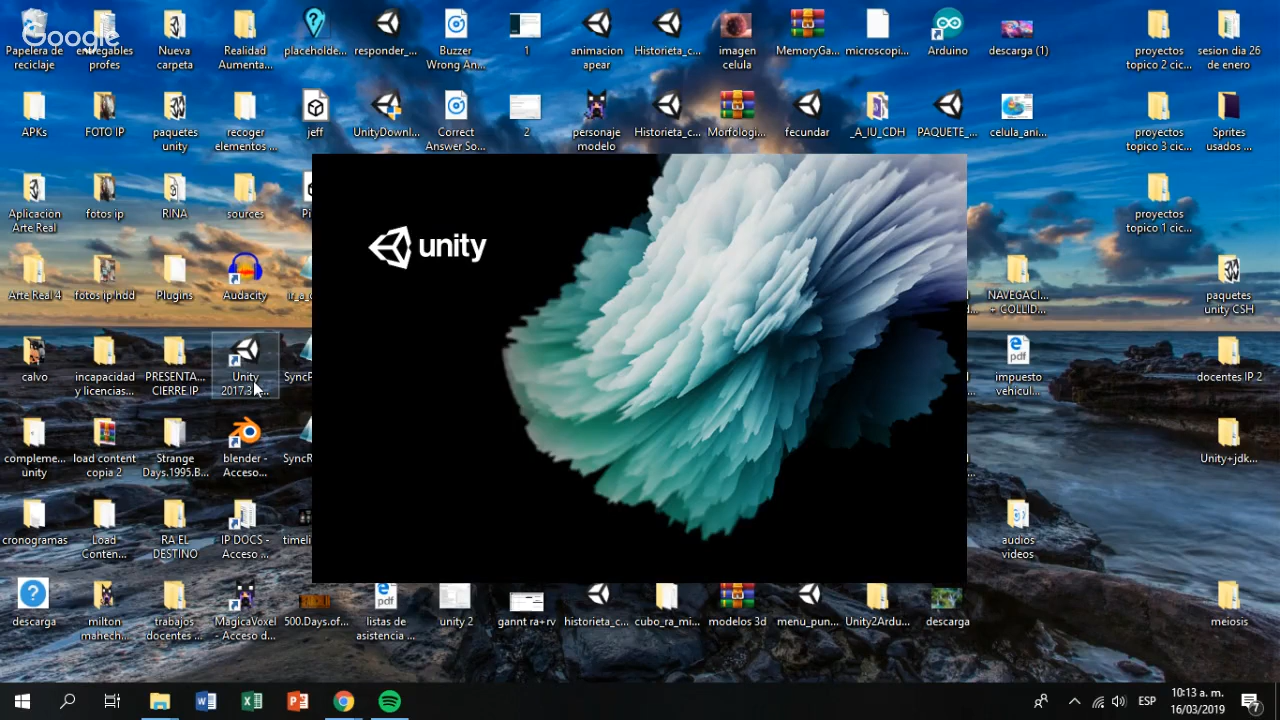 Google
Papelera de
reciclaje
entregables
profes
Nueva
carpeta
Realidad
Aumenta...
placeholde...
responder_...
Buzzer
Wrong An...
1
animacion
apear
Historieta_c...
imagen
celula
MemoryGa...
microscopi...
Arduino
descarga (1)
proyectos
topico 2 cic...
sesion dia 26
de enero
APKs
FOTO IP
paquetes
unity
recoger
elementos ...
jeff
UnityDownl...
Correct
Answer So...
2
personaje
modelo
Historieta_c...
Morfologi...
fecundar
_A_IU_CDH
PAQUETE_...
celula_ani...
proyectos
topico 3 cic...
Sprites
usados ...
unity
Aplicación
Arte Real
fotos ip
RINA
sources
proyectos
topico 1 cic...
Arte Real 4
fotos ip hdd
Plugins
Audacity
NAVEGACI...
+ COLLID...
paquetes
unity CSH
calvo
incapacidad
y licencias...
PRESENTA...
CIERRE IP
Unity
2017.3...
impuesto
vehicul...
docentes IP 2
compleme...
unity
load content
copia 2
Strange
Days.1995.B...
blender -
Acceso...
Unity+jdk...
cronogramas
Load
Conten...
RA EL
DESTINO
IP DOCS -
Acceso ...
audios
videos
descarga
milton
mahech...
trabajos
docentes ...
MagicaVoxel
- Acceso d...
500.Days.of...
listas de
asistencia ...
unity 2
gannt ra+rv
historieta_c...
cubo_ra_mi...
modelos 3d
menu_pun...
Unity2Ardu...
descarga
meiosis
ESP
10:13 a. m.
16/03/2019
7